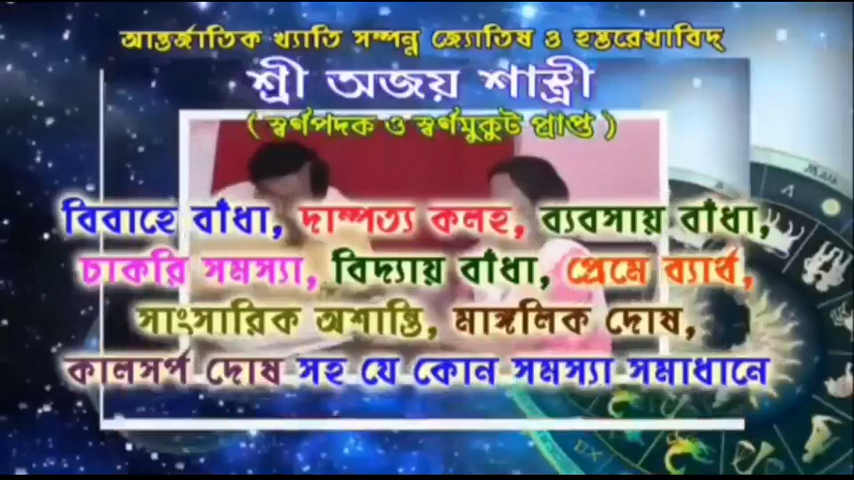 আন্তর্জাতিক খ্যাতি সম্পন্ন জ্যোতিষ ও হস্তরেখাবিদ্
শ্রী অজয় শাস্ত্রী
( স্বর্ণপদক ও স্বর্ণমুকুট প্রাপ্ত )
বিবাহে বাঁধা, দাম্পত্য কলহ, ব্যবসায় বাঁধা,
চাকরি সমস্যা, বিদ্যায় বাঁধা, প্রেমে ব্যার্থ,
সাংসারিক অশান্তি, মাঙ্গলিক দোষ,
কালসর্প দোষ সহ যে কোন সমস্যা সমাধানে